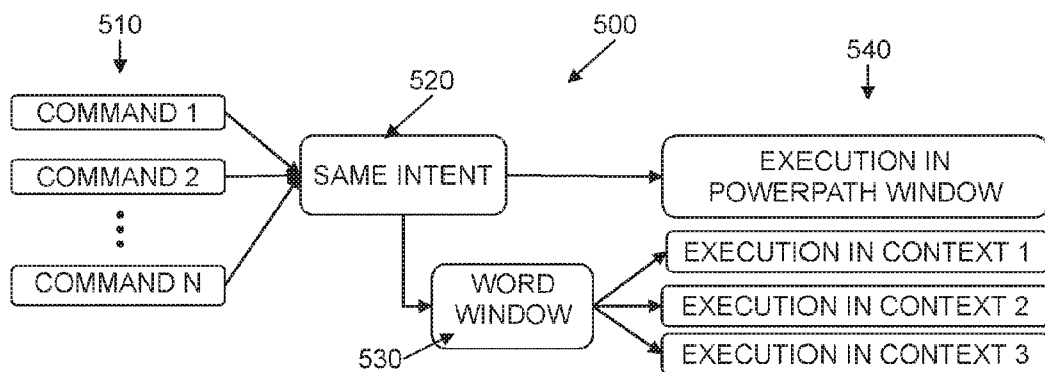 510
500
540
520
COMMAND 1
COMMAND 2
COMMAND N
SAME INTENT
EXECUTION IN
POWERPATH WINDOW
EXECUTION IN CONTEXT 1
WORD
WINDOW
EXECUTION IN CONTEXT 2
530
EXECUTION IN CONTEXT 3